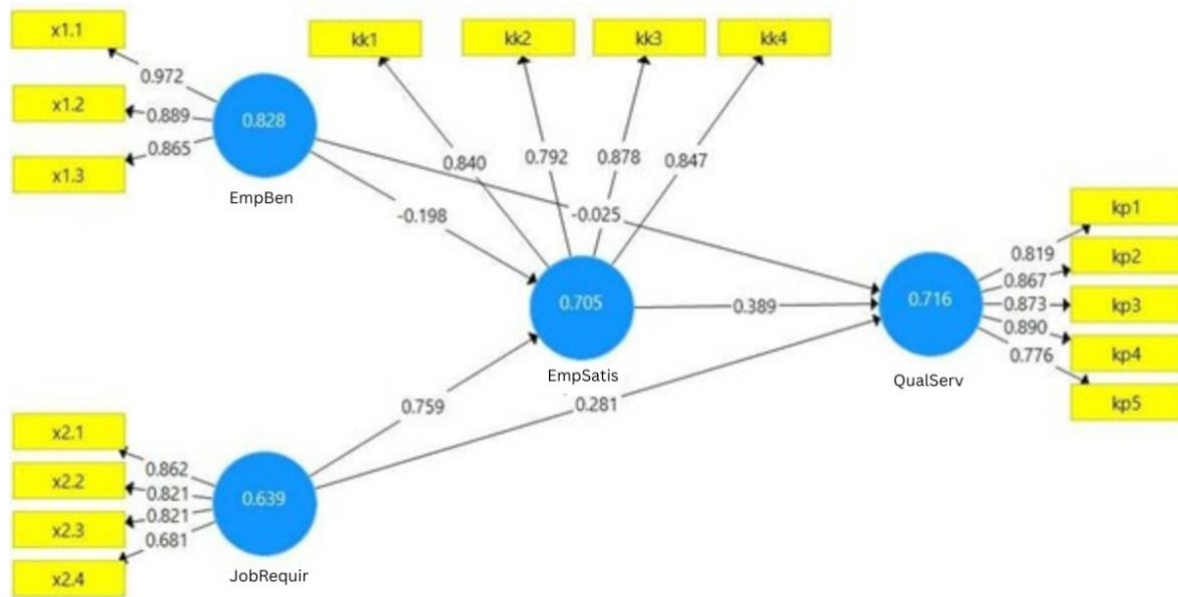 x1.1
0.972
x1.2
0.889
0.865
x1.3
0.828
EmpBen
kk1
kk2
kk3
kk4
0.840
0.792
0.878
0.847
-0.198
-0.025
0.705
EmpSatis
0.389
0.759
0.281
0.716
QualServ
0.819
0.867
0.873
0.890
0.776
kp1
kp2
kp3
kp4
kp5
x2.1
x2.2
x2.3
x2.4
0.862
0.821
0.821
0.681
0.639
JobRequir